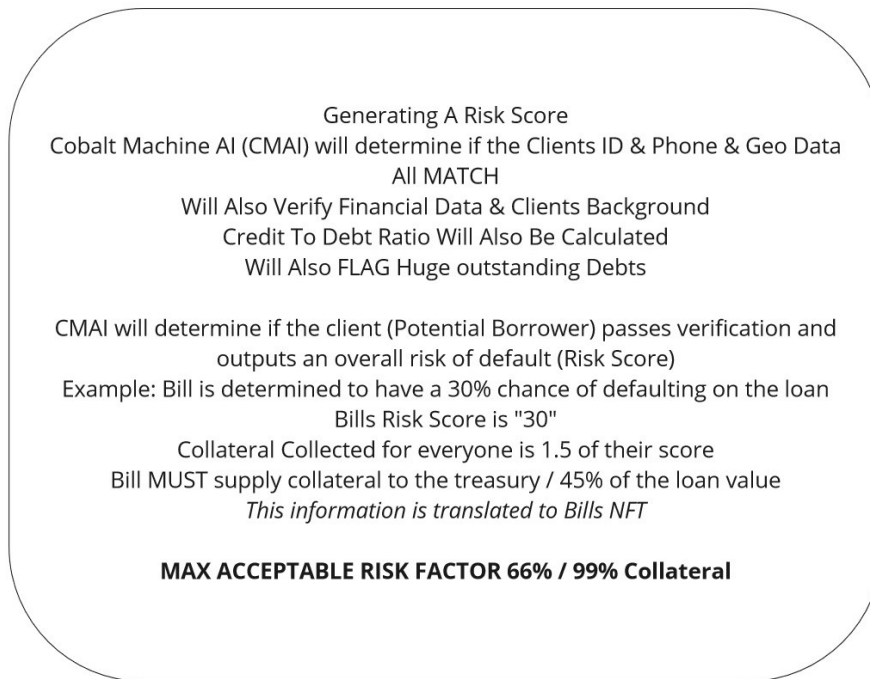 Generating A Risk Score
Cobalt Machine AI (CMAI) will determine if the Clients ID & Phone & Geo Data
All MATCH
Will Also Verify Financial Data & Clients Background
Credit To Debt Ratio Will Also Be Calculated
Will Also FLAG Huge outstanding Debts
CMAI will determine if the client (Potential Borrower) passes verification and
outputs an overall risk of default (Risk Score)
Example: Bill is determined to have a 30% chance of defaulting on the loan
Bills Risk Score is "30"
Collateral Collected for everyone is 1.5 of their score
Bill MUST supply collateral to the treasury / 45% of the loan value
This information is translated to Bills NFT
MAX ACCEPTABLE RISK FACTOR 66% / 99% Collateral